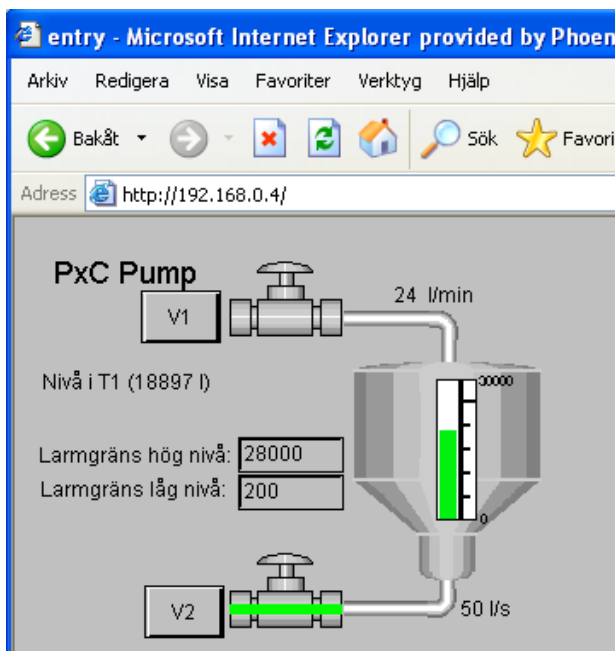 entry - Microsoft Internet Explorer provided by Phoen
Arkiv Redigera Visa Favoriter Verktyg Hjälp
Bakåt Sök Favori
Adress http://192.168.0.4/
PxC Pump
V1
24 l/min
Nivå i T1 (18897 l)
30000
Larmgräns hög nivå: 28000
Larmgräns låg nivå: 200
0
V2
50 l/s